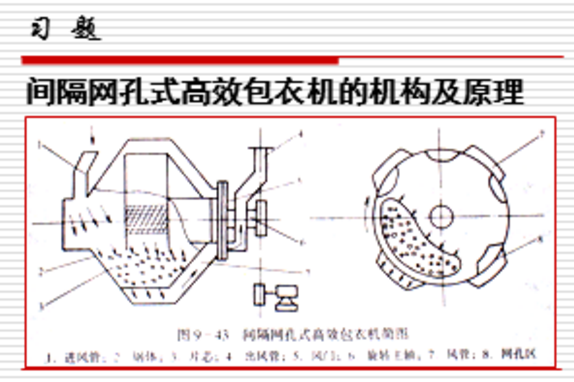 习 题
间隔网孔式高效包衣机的机构及原理
1
2
3
4
5
6
7
7
8
图9-43 间隔网孔式高效包衣机简图
1. 进风管; 2. 锅体; 3. 片芯; 4. 出风管; 5. 风门; 6. 旋转主轴; 7. 风管; 8. 网孔区